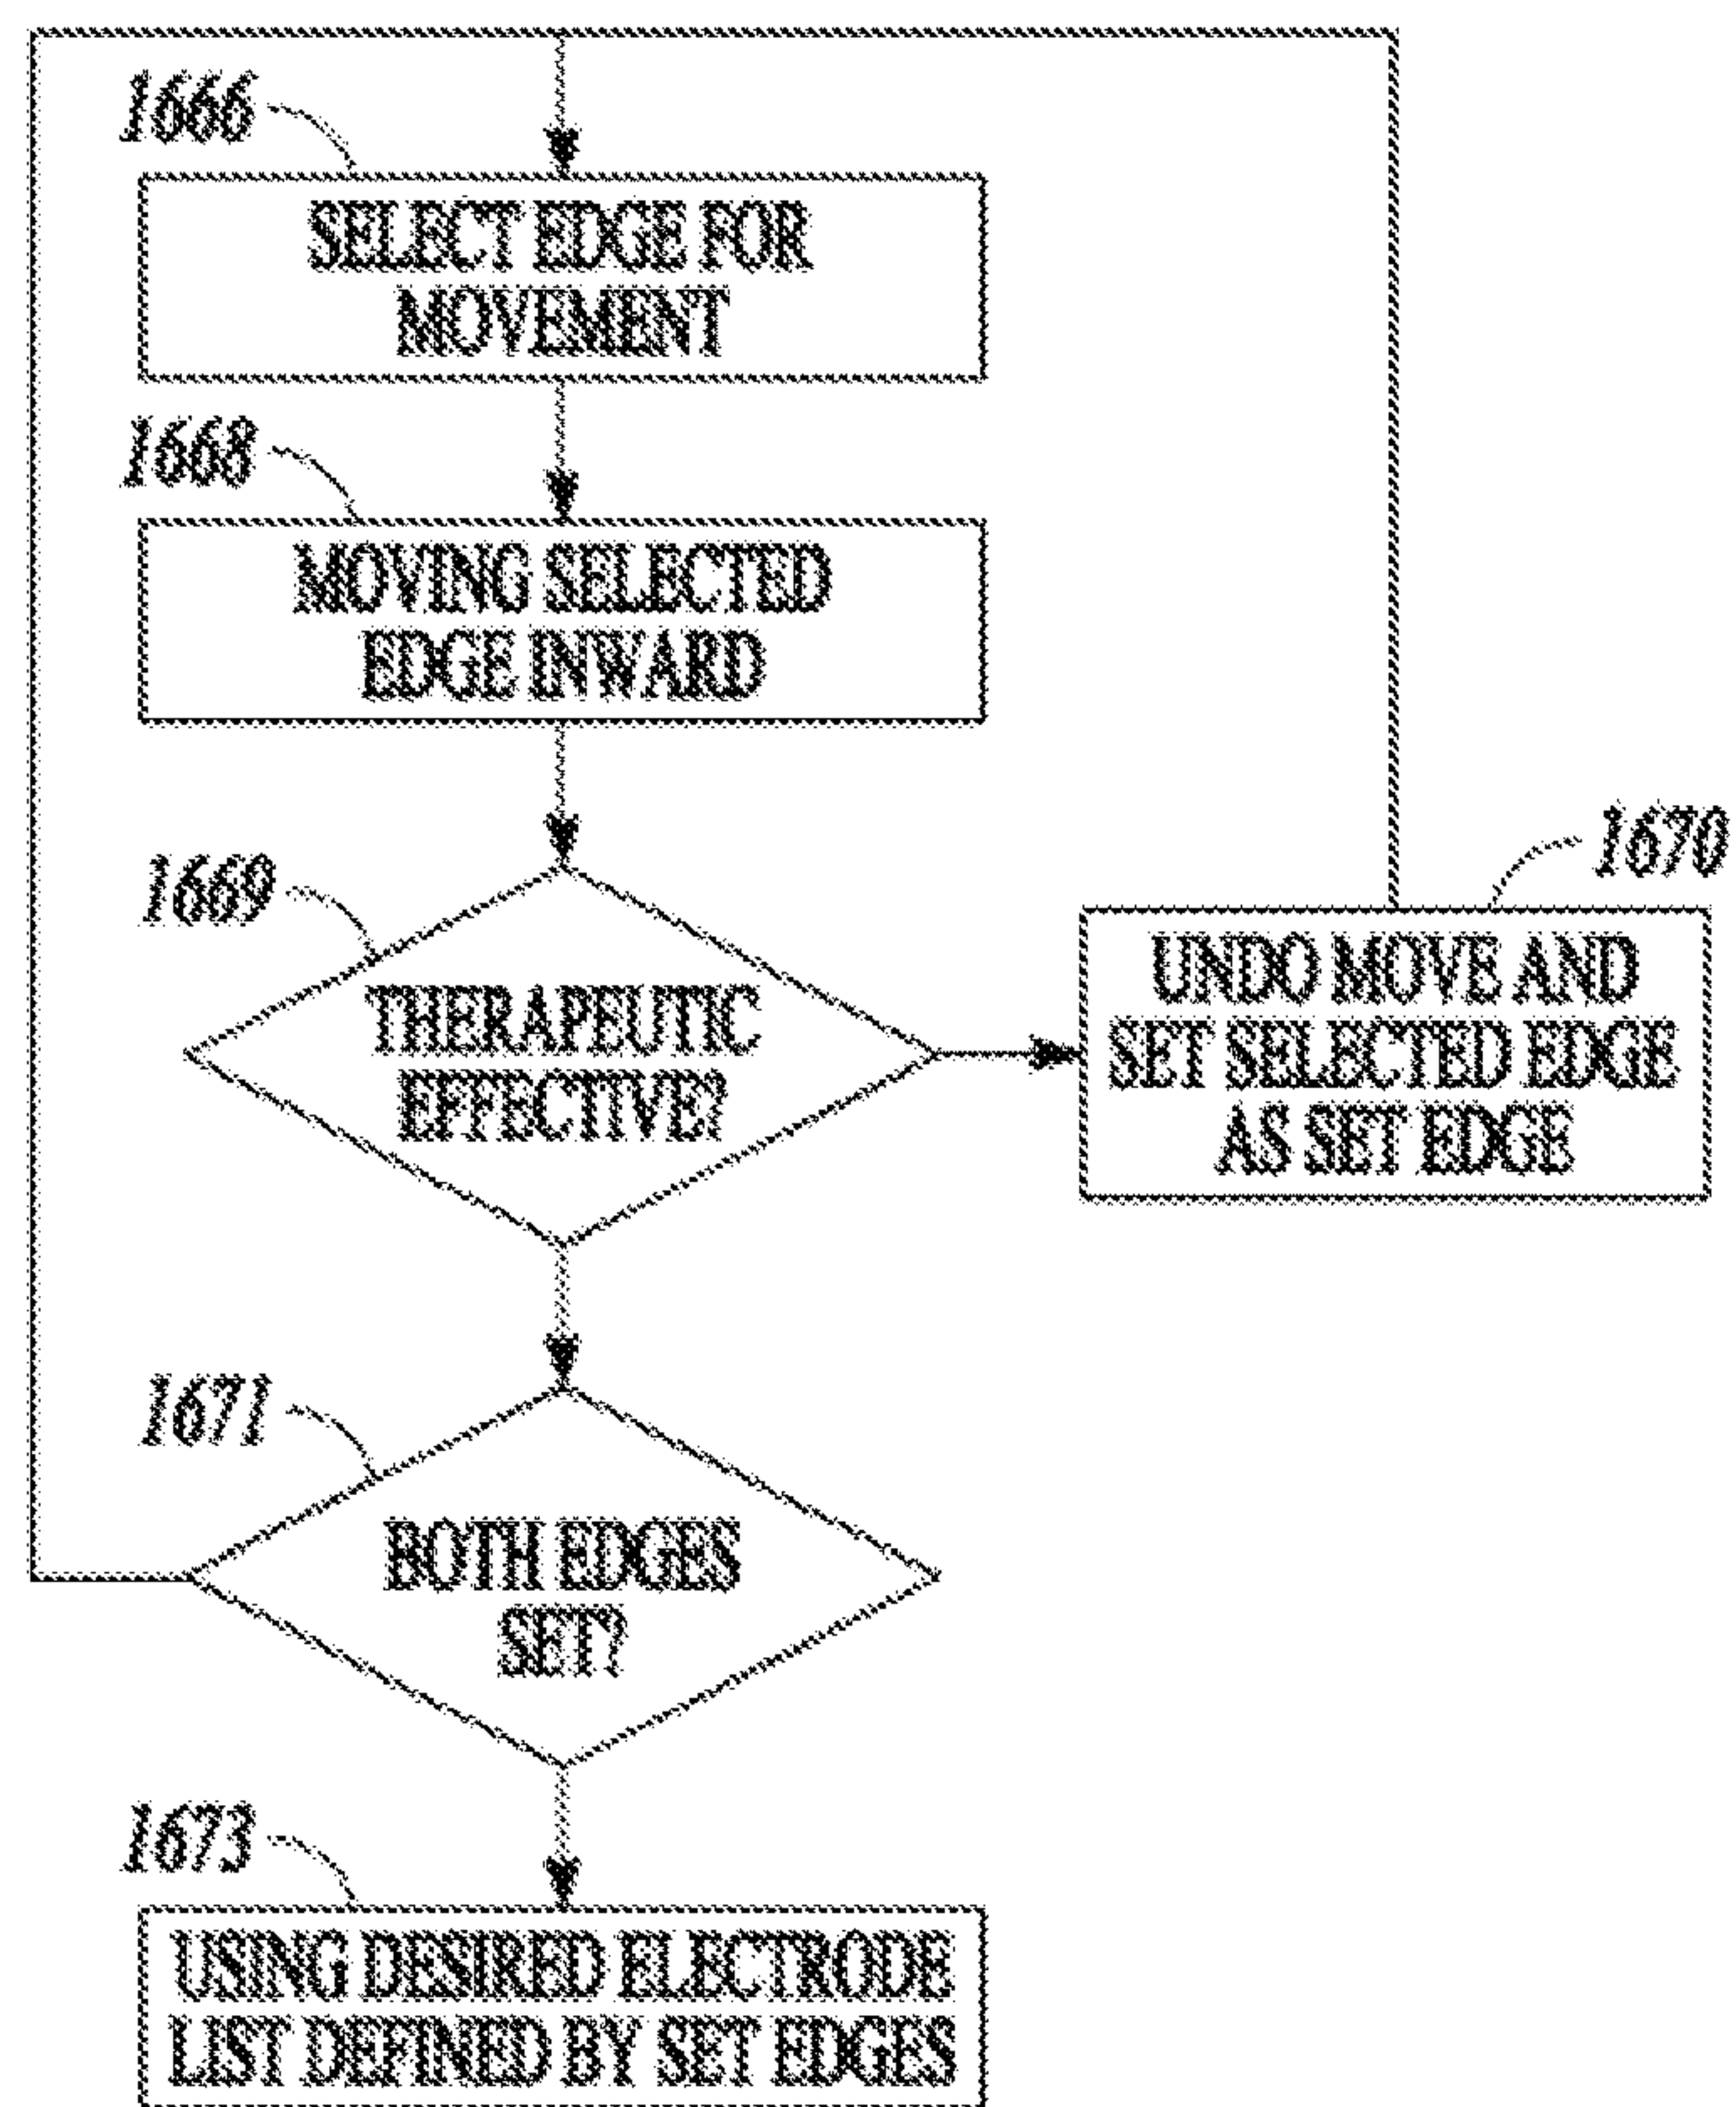 1666
SELECT EDGE FOR
MOVEMENT
1668
MOVING SELECTED
EDGE INWARD
1669
THERAPEUTIC
EFFECTIVE?
1670
UNDO MOVE AND
SET SELECTED EDGE
AS SET EDGE
1671
BOTH EDGES
SET?
1673
USING DESIRED ELECTRODE
LIST DEFINED BY SET EDGES